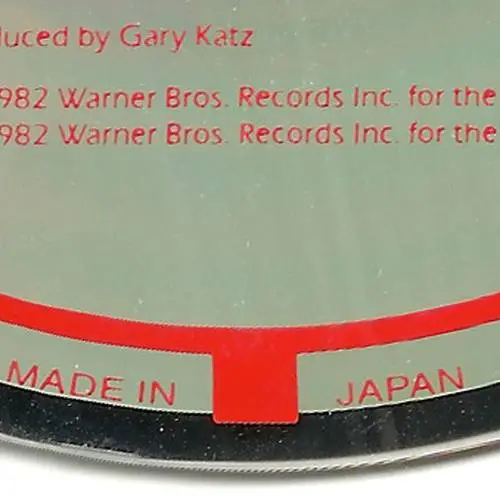 duced by Gary Katz
982 Warner Bros. Records Inc. for the
982 Warner Bros. Records Inc. for the
MADE IN JAPAN